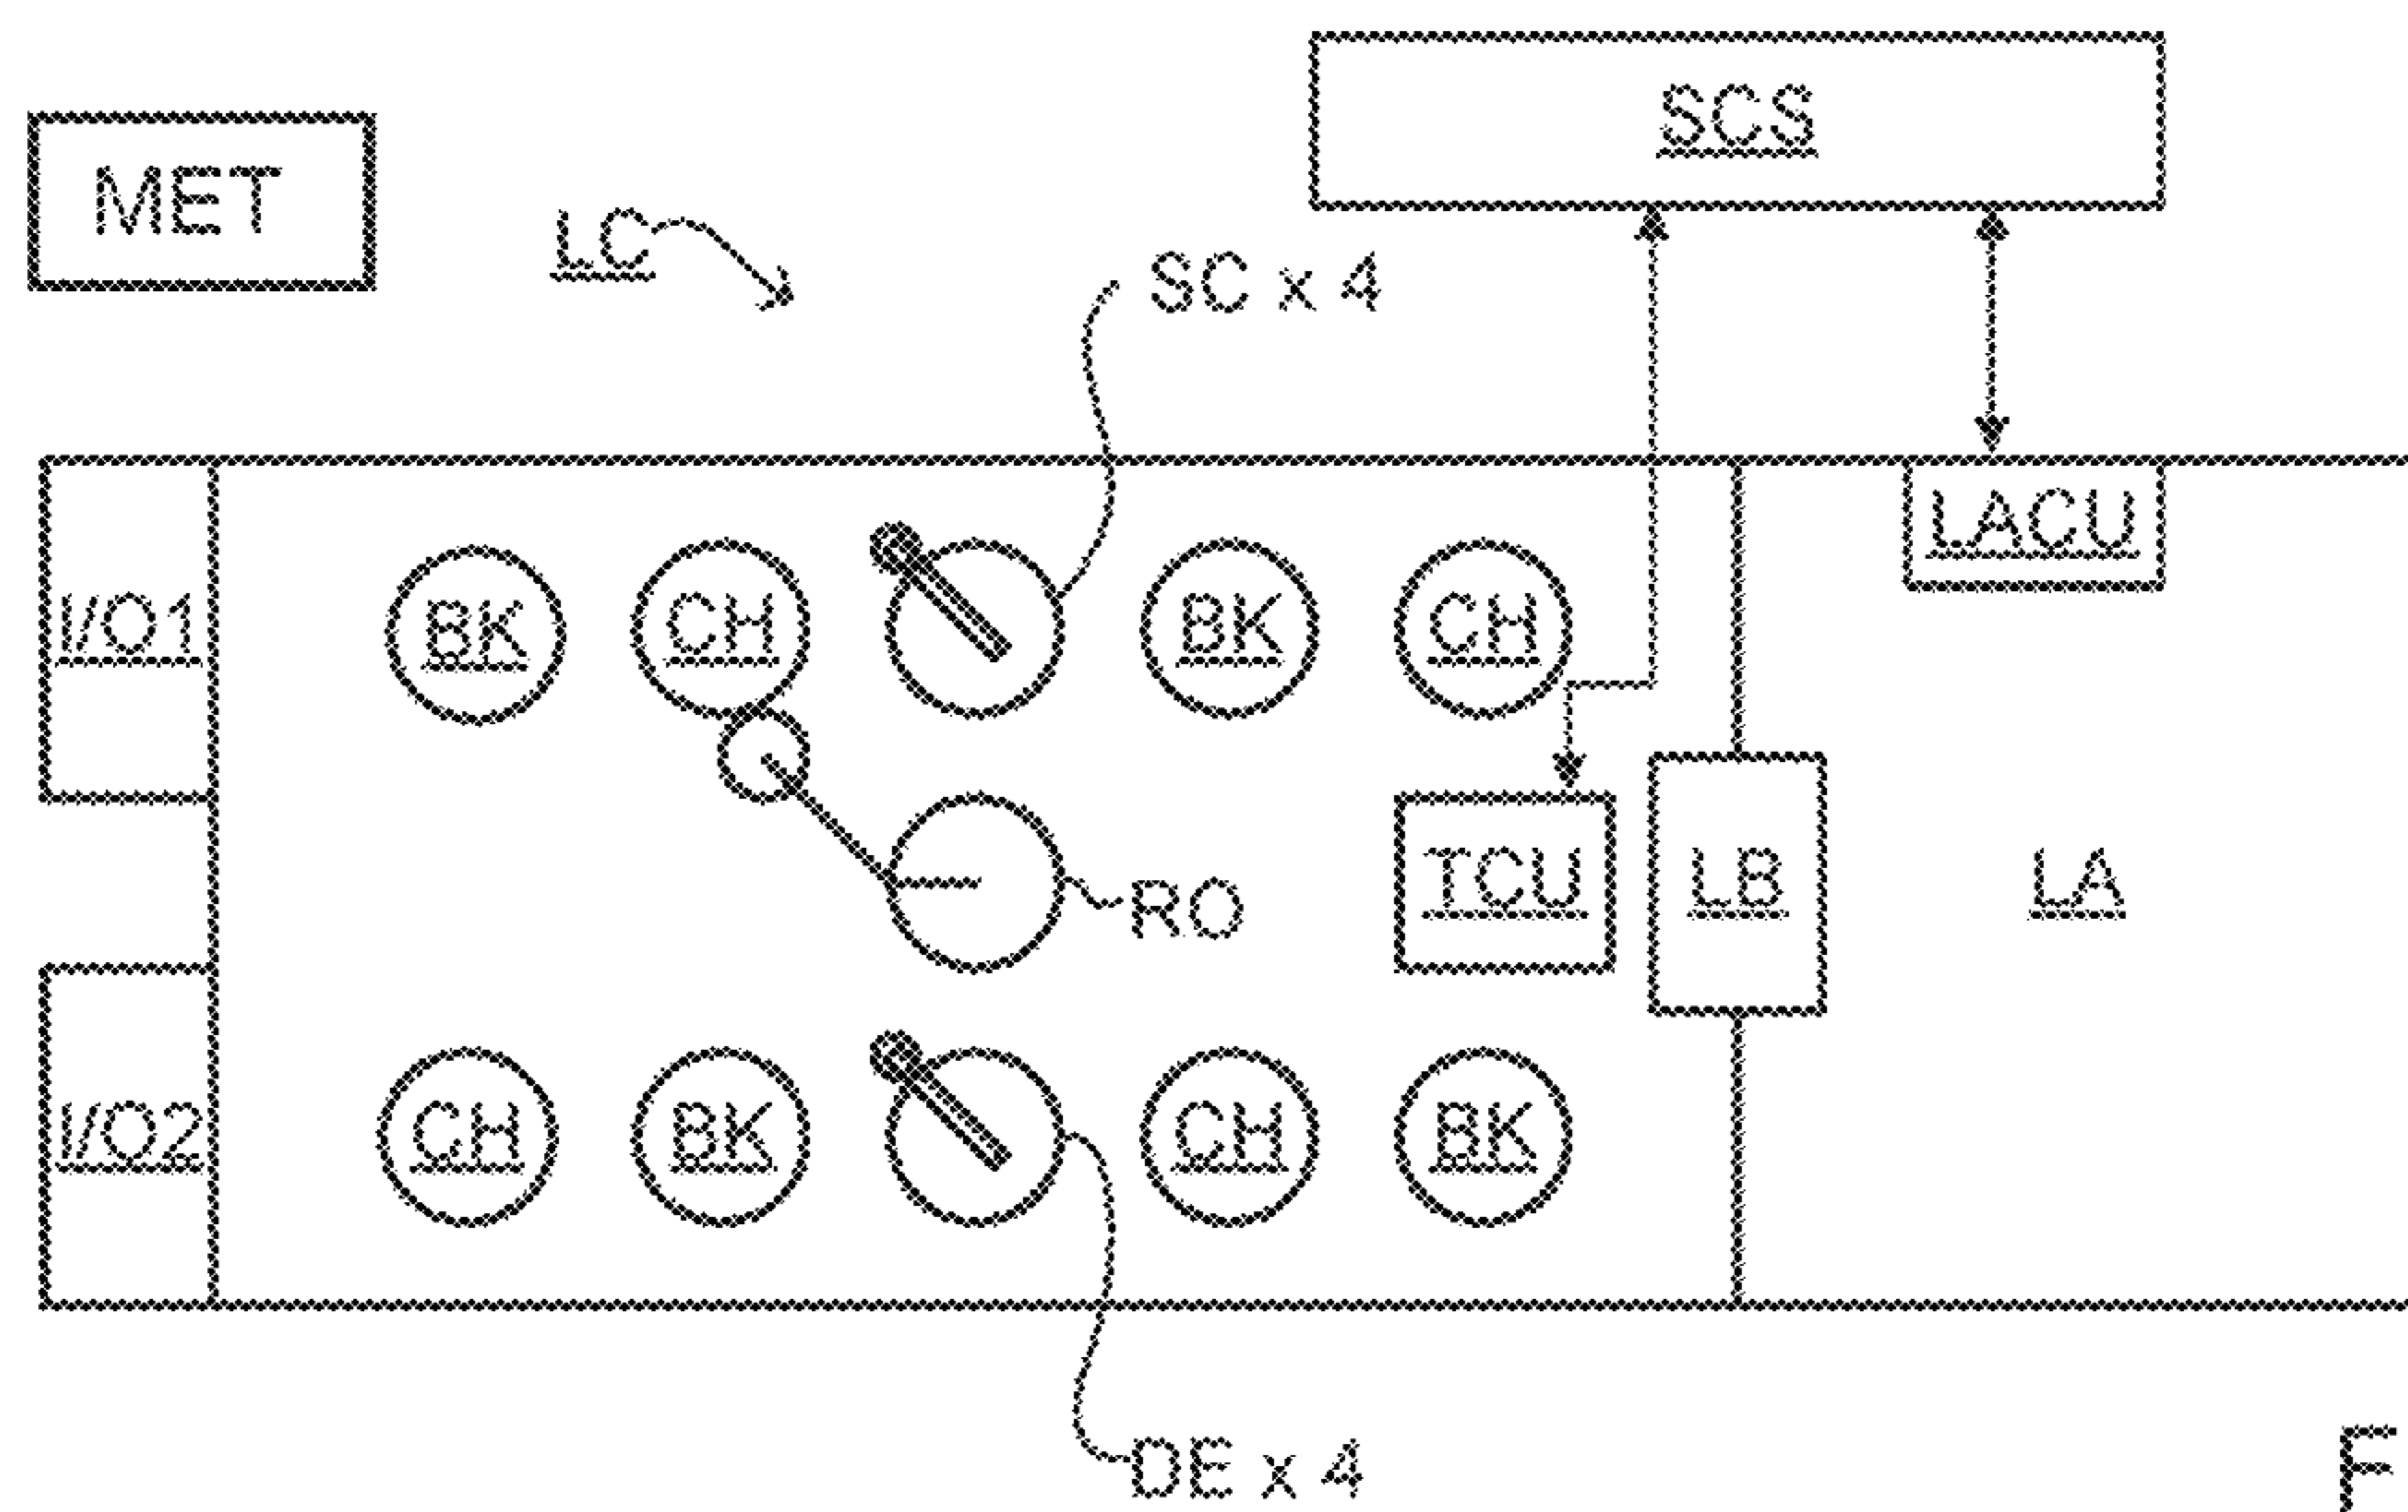 SCS
MET
LC
SC x 4
LACU
I/O1
BK
CH
BK
CH
TCU
LB
LA
RO
I/O2
CH
BK
CH
BK
DE x 4
F